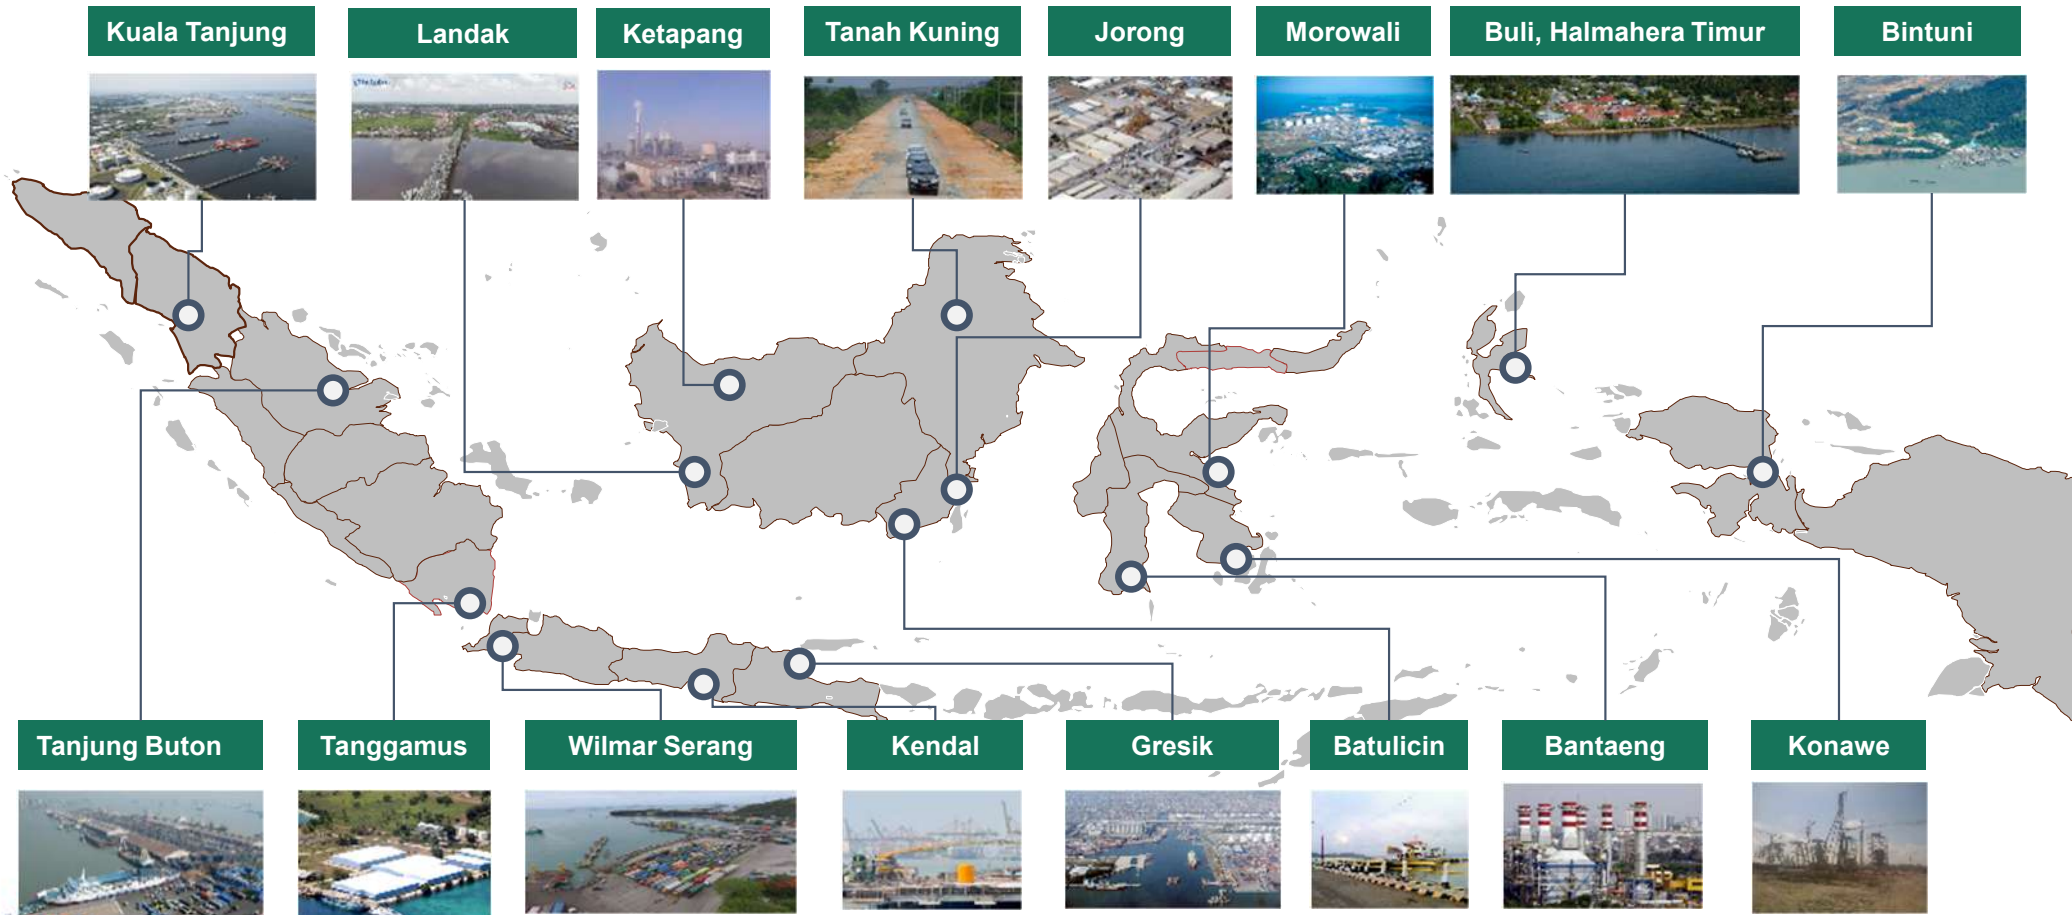 Kuala Tanjung
Landak
Ketapang
Tanah Kuning
Jorong
Morowali
Buli, Halmahera Timur
Bintuni
Tanjung Buton
Tanggamus
Wilmar Serang
Kendal
Gresik
Batulicin
Bantaeng
Konawe